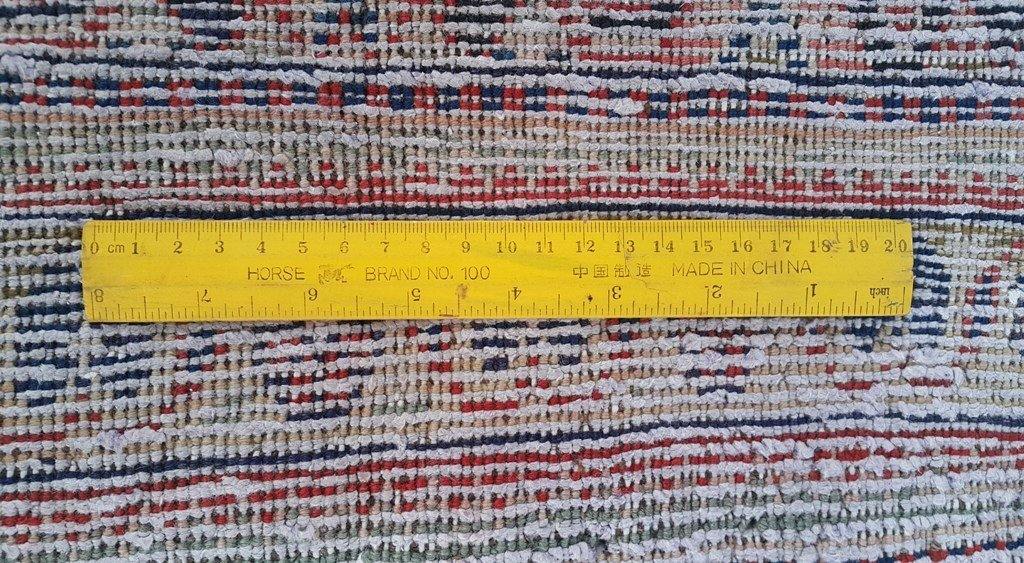 0 cm 1 2 3 4 5 6 7 8 9 10 11 12 13 14 15 16 17 18 19 20
HORSE BRAND NO. 100 中国制造 MADE IN CHINA
8 7 6 5 4 3 2 1 inch